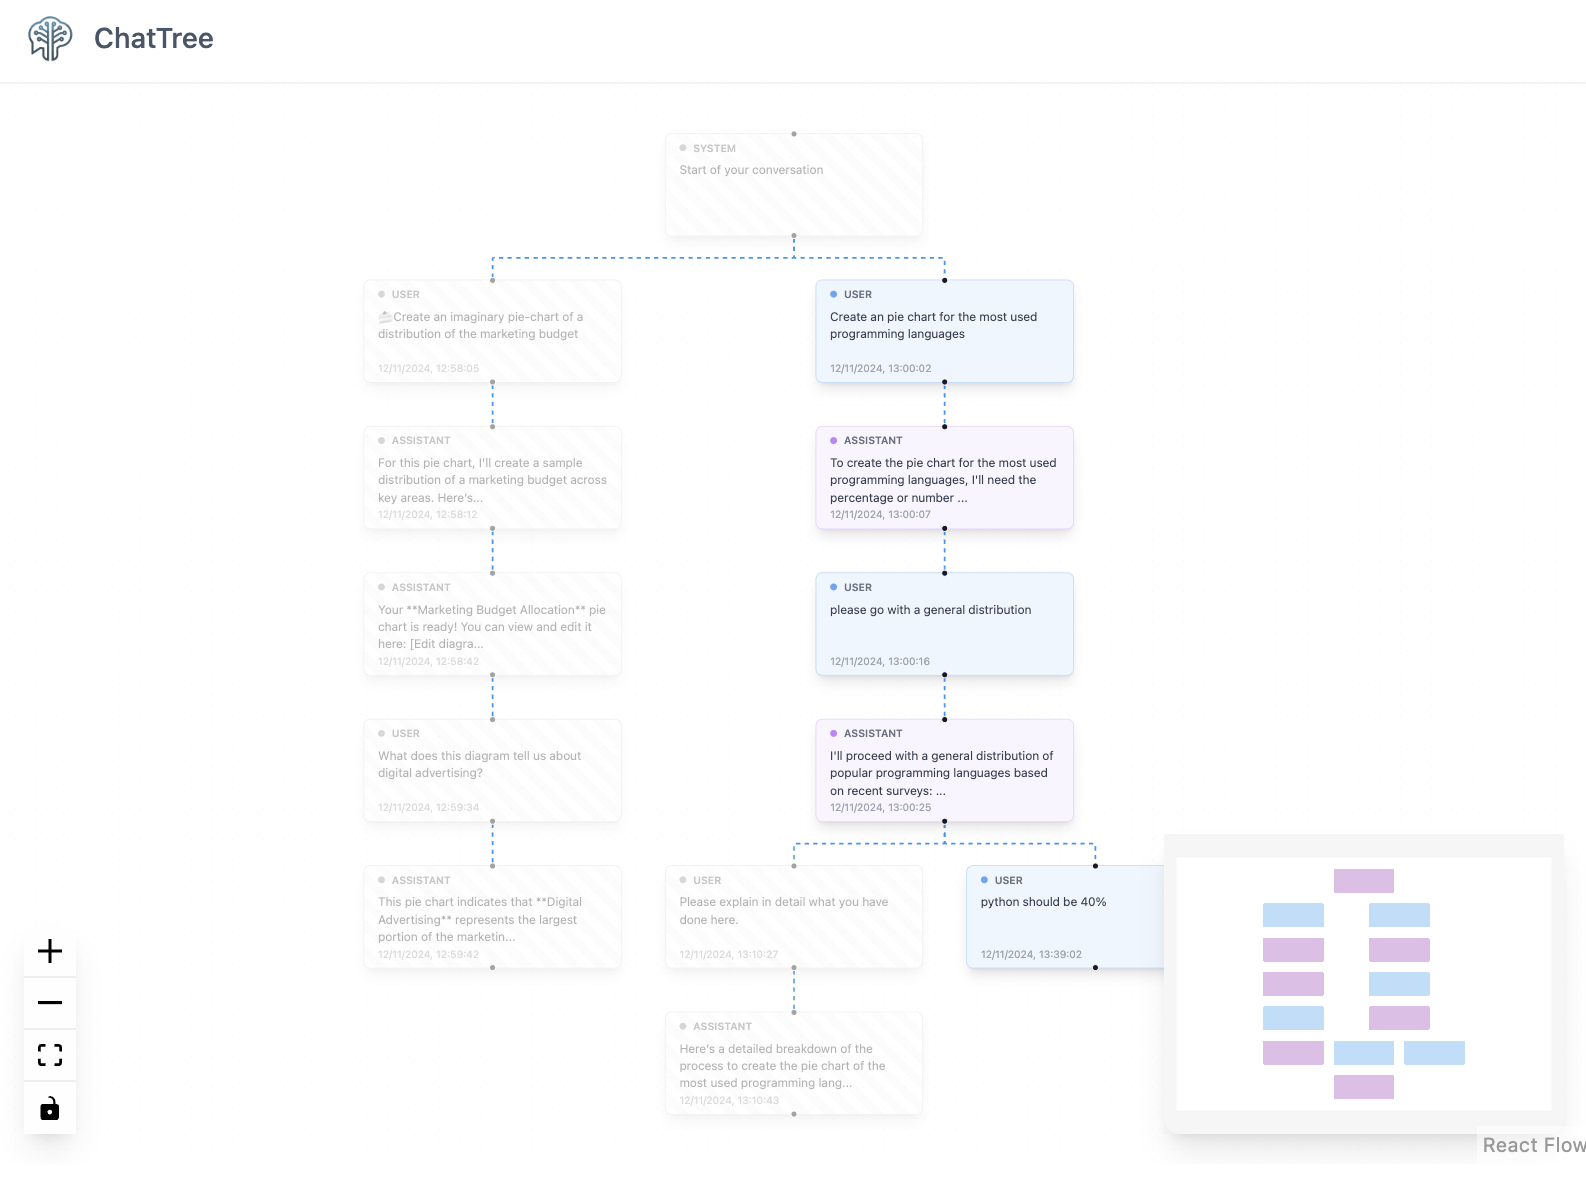 ChatTree
SYSTEM
Start of your conversation
USER
🍰Create an imaginary pie-chart of a
distribution of the marketing budget
12/11/2024, 12:58:05
USER
Create an pie chart for the most used
programming languages
12/11/2024, 13:00:02
ASSISTANT
For this pie chart, I'll create a sample
distribution of a marketing budget across
key areas. Here's...
12/11/2024, 12:58:12
ASSISTANT
To create the pie chart for the most used
programming languages, I'll need the
percentage or number ...
12/11/2024, 13:00:07
ASSISTANT
Your **Marketing Budget Allocation** pie
chart is ready! You can view and edit it
here: [Edit diagra...
12/11/2024, 12:58:42
USER
please go with a general distribution
12/11/2024, 13:00:16
USER
What does this diagram tell us about
digital advertising?
12/11/2024, 12:59:34
ASSISTANT
I'll proceed with a general distribution of
popular programming languages based
on recent surveys: ...
12/11/2024, 13:00:25
ASSISTANT
This pie chart indicates that **Digital
Advertising** represents the largest
portion of the marketin...
12/11/2024, 12:59:42
USER
Please explain in detail what you have
done here.
12/11/2024, 13:10:27
USER
python should be 40%
12/11/2024, 13:39:02
ASSISTANT
Here's a detailed breakdown of the
process to create the pie chart of the
most used programming lang...
12/11/2024, 13:10:43
React Flow